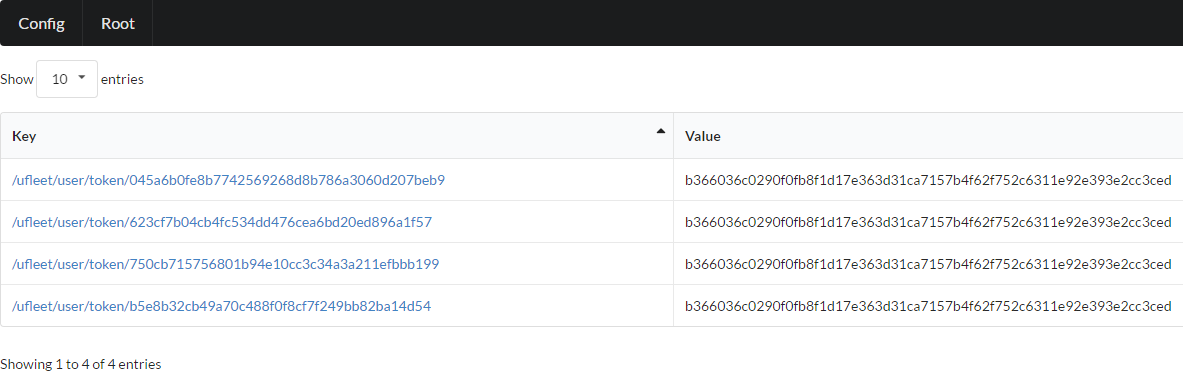 Config Root
Show 10 entries
Key Value
/ufleet/user/token/045a6b0fe8b7742569268d8b786a3060d207beb9 b366036c0290f0fb8f1d17e363d31ca7157b4f62f752c6311e92e393e2cc3ced
/ufleet/user/token/623cf7b04cb4fc534dd476cea6bd20ed896a1f57 b366036c0290f0fb8f1d17e363d31ca7157b4f62f752c6311e92e393e2cc3ced
/ufleet/user/token/750cb715756801b94e10cc3c34a3a211efbbb199 b366036c0290f0fb8f1d17e363d31ca7157b4f62f752c6311e92e393e2cc3ced
/ufleet/user/token/b5e8b32cb49a70c488f0f8cf7f249bb82ba14d54 b366036c0290f0fb8f1d17e363d31ca7157b4f62f752c6311e92e393e2cc3ced
Showing 1 to 4 of 4 entries